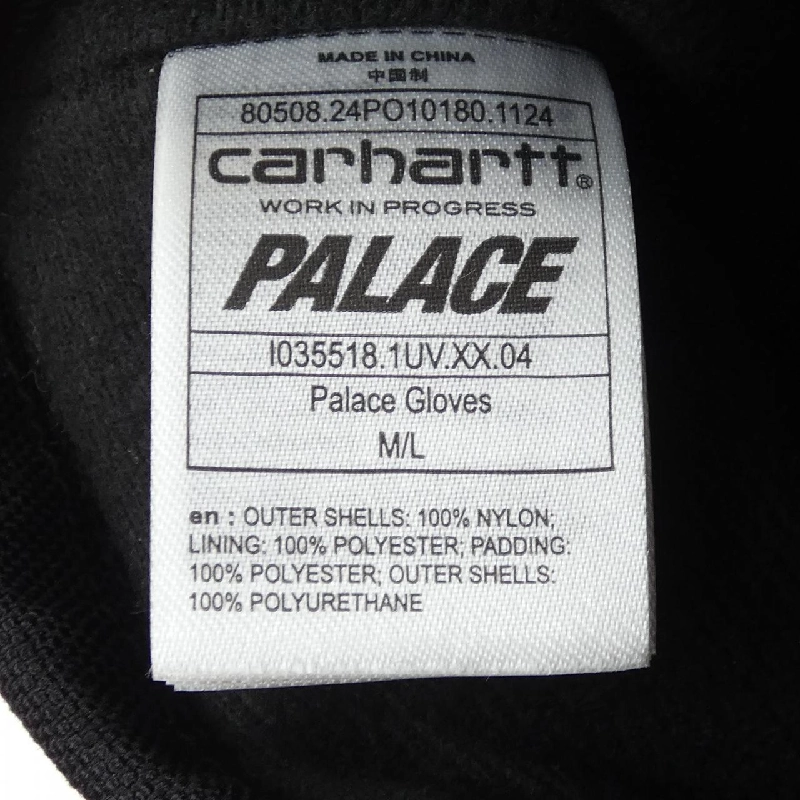 MADE IN CHINA
中国制
80508.24PO10180.1124
carhartt®
WORK IN PROGRESS
PALACE
I035518.1UV.XX.04
Palace Gloves
M/L
en : OUTER SHELLS: 100% NYLON;
LINING: 100% POLYESTER; PADDING:
100% POLYESTER; OUTER SHELLS:
100% POLYURETHANE